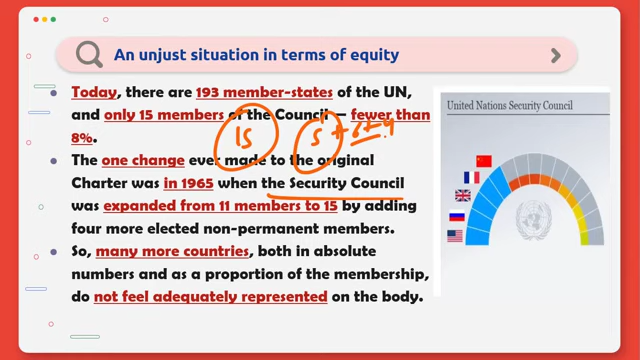 An unjust situation in terms of equity
Today, there are 193 member-states of the UN,
and only 15 members of the Council – fewer than
8%.
15
5 + 6 + 4
The one change ever made to the original
Charter was in 1965 when the Security Council
was expanded from 11 members to 15 by adding
four more elected non-permanent members.
So, many more countries, both in absolute
numbers and as a proportion of the membership,
do not feel adequately represented on the body.
United Nations Security Council